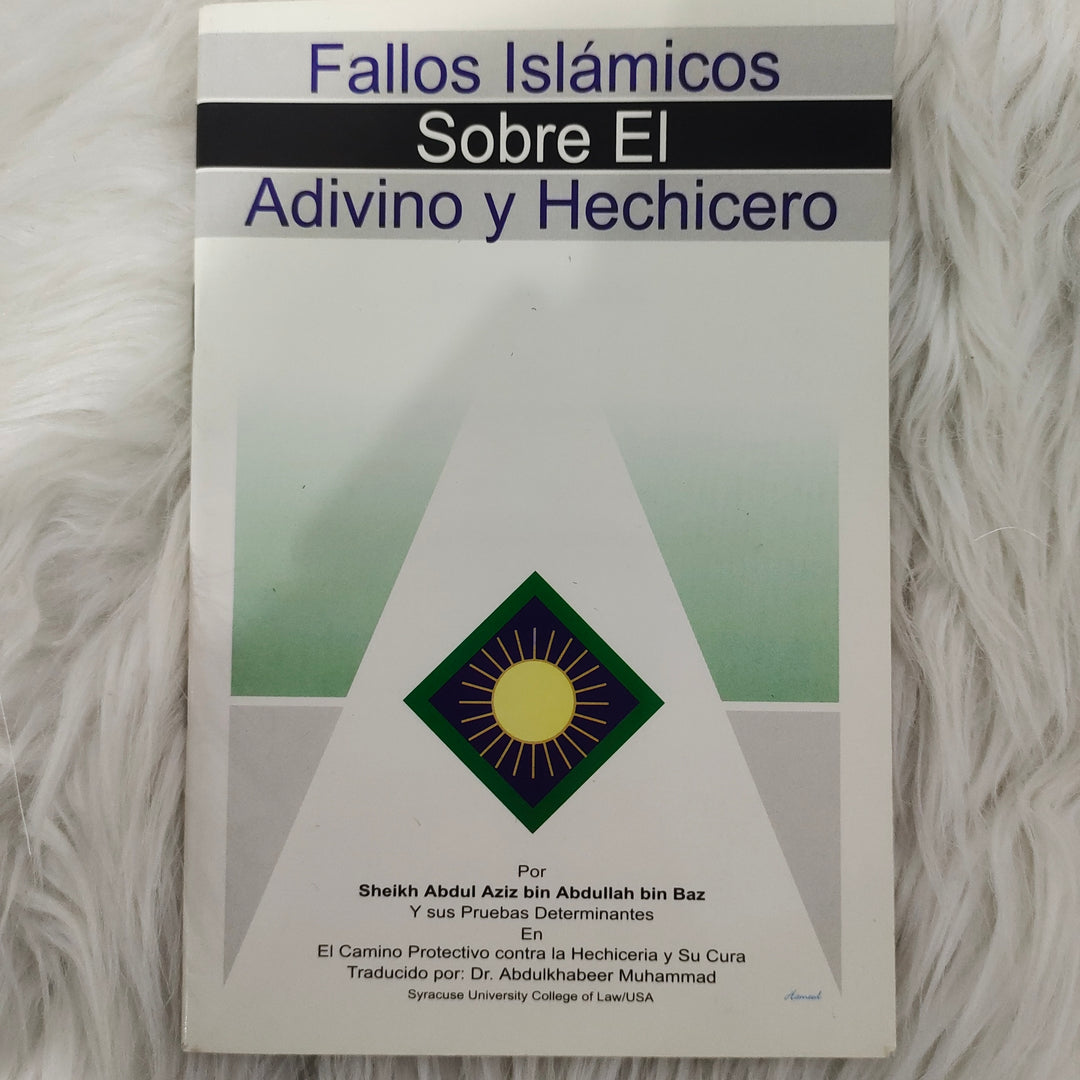 Fallos Islámicos
Sobre El
Adivino y Hechicero
Por
Sheikh Abdul Aziz bin Abdullah bin Baz
Y sus Pruebas Determinantes
En
El Camino Protectivo contra la Hechiceria y Su Cura
Traducido por: Dr. Abdulkhabeer Muhammad
Syracuse University College of Law/USA